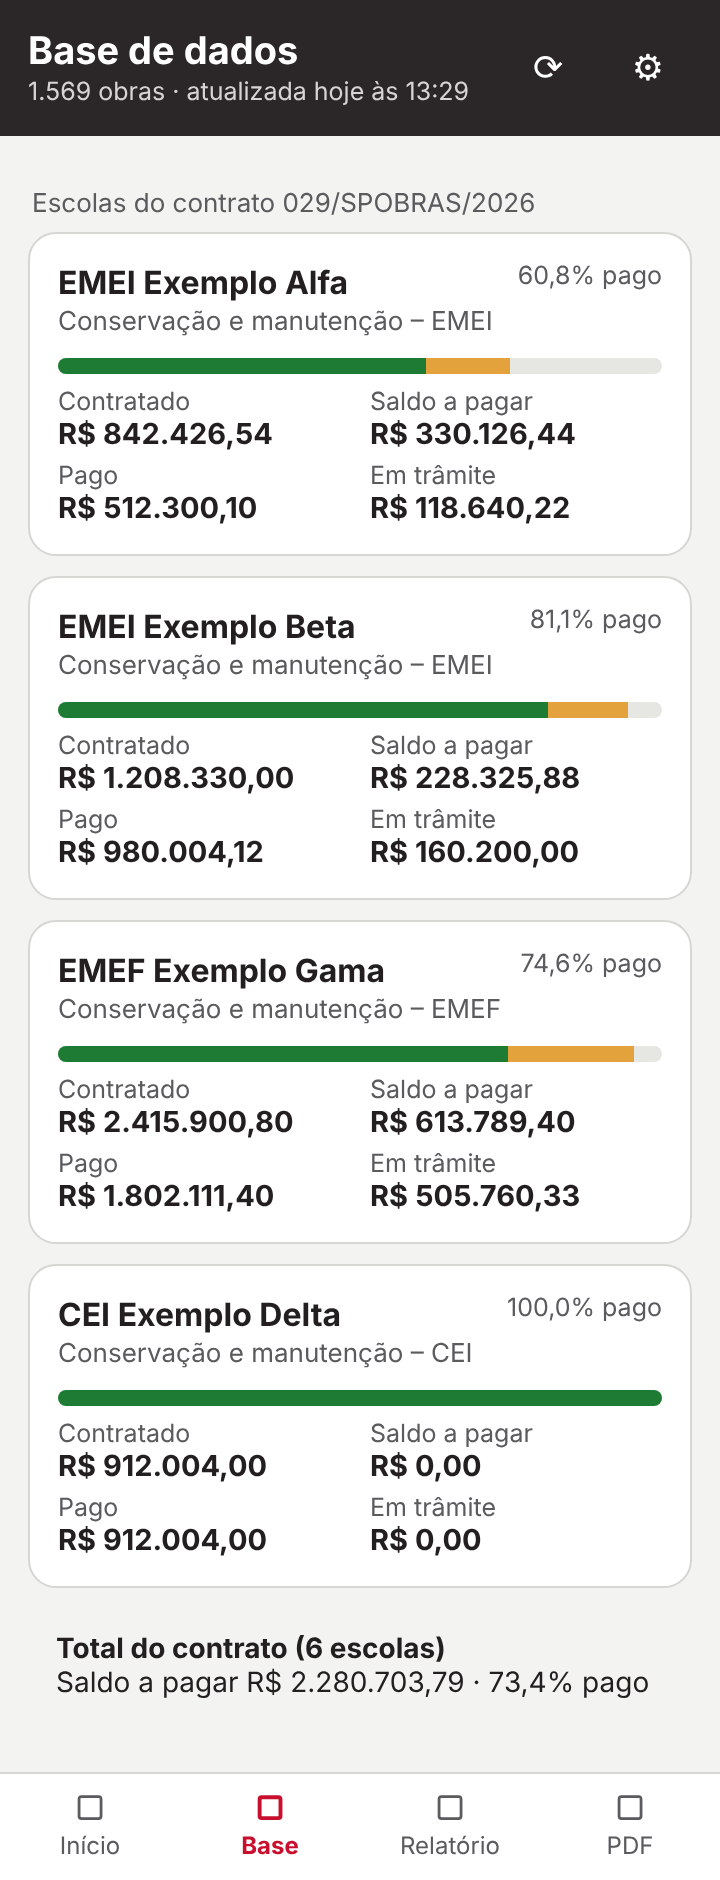 Base de dados
1.569 obras · atualizada hoje às 13:29
Escolas do contrato 029/SPOBRAS/2026
EMEI Exemplo Alfa
60,8% pago
Conservação e manutenção – EMEI
Contratado
Saldo a pagar
R$ 842.426,54
R$ 330.126,44
Pago
Em trâmite
R$ 512.300,10
R$ 118.640,22
EMEI Exemplo Beta
81,1% pago
Conservação e manutenção – EMEI
Contratado
Saldo a pagar
R$ 1.208.330,00
R$ 228.325,88
Pago
Em trâmite
R$ 980.004,12
R$ 160.200,00
EMEF Exemplo Gama
74,6% pago
Conservação e manutenção – EMEF
Contratado
Saldo a pagar
R$ 2.415.900,80
R$ 613.789,40
Pago
Em trâmite
R$ 1.802.111,40
R$ 505.760,33
CEI Exemplo Delta
100,0% pago
Conservação e manutenção – CEI
Contratado
Saldo a pagar
R$ 912.004,00
R$ 0,00
Pago
Em trâmite
R$ 912.004,00
R$ 0,00
Total do contrato (6 escolas)
Saldo a pagar R$ 2.280.703,79 · 73,4% pago
Início
Base
Relatório
PDF